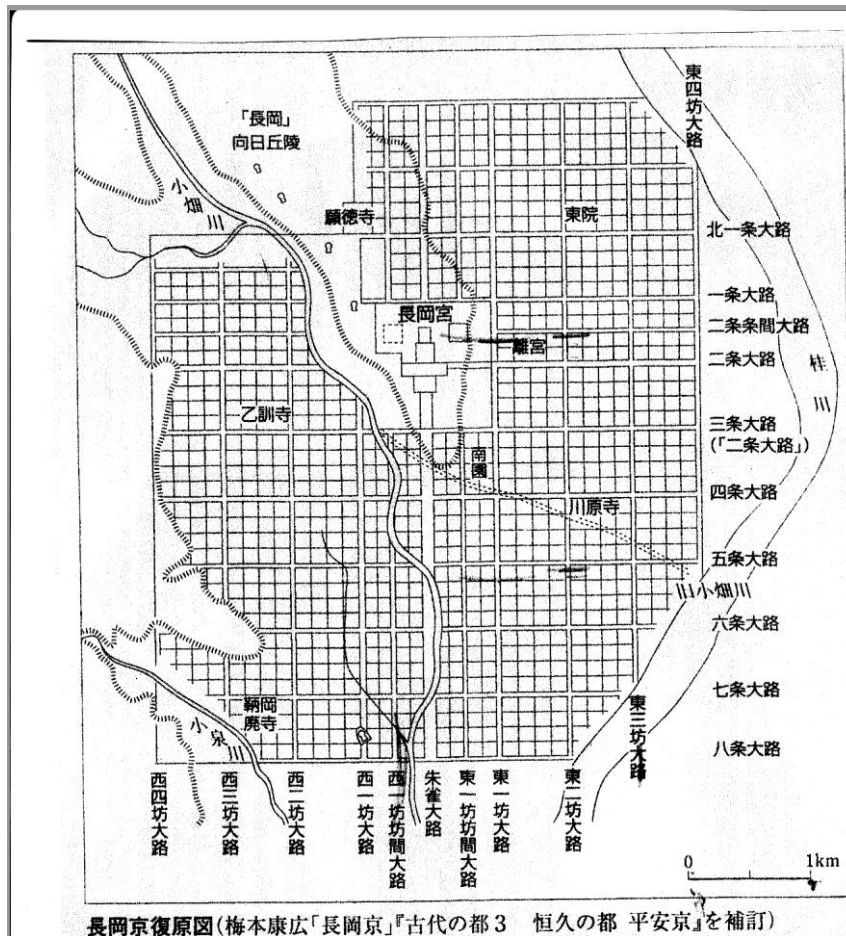 東四坊大路
「長岡」
向日丘陵
小畑川
願徳寺
東院
北一条大路
一条大路
長岡宮
二条条間大路
離宮
二条大路
桂川
乙訓寺
三条大路
(「二条大路」)
南園
四条大路
川原寺
五条大路
旧小畑川
六条大路
七条大路
鞆岡
廃寺
小泉川
東三坊大路
八条大路
西四坊大路
西三坊大路
西二坊大路
西一坊大路
西一坊坊間大路
朱雀大路
東一坊坊間大路
東一坊大路
東二坊大路
0 1km
長岡京復原図(梅本康広「長岡京」『古代の都3 恒久の都 平安京』を補訂)